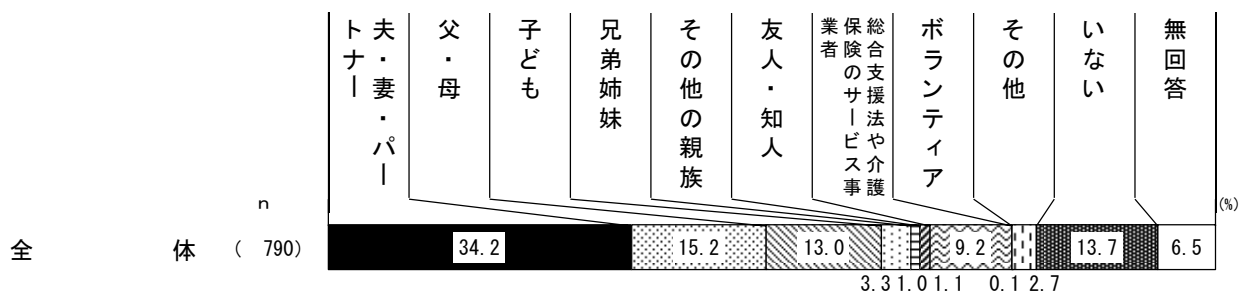 夫・妻・パートナー
父・母
子ども
兄弟姉妹
その他の親族
友人・知人
総合支援法や介護保険のサービス事業者
ボランティア
その他
いない
無回答
(%)
n
全体 ( 790)
34.2 15.2 13.0 9.2 13.7 6.5
3.3 1.0 1.1 0.1 2.7